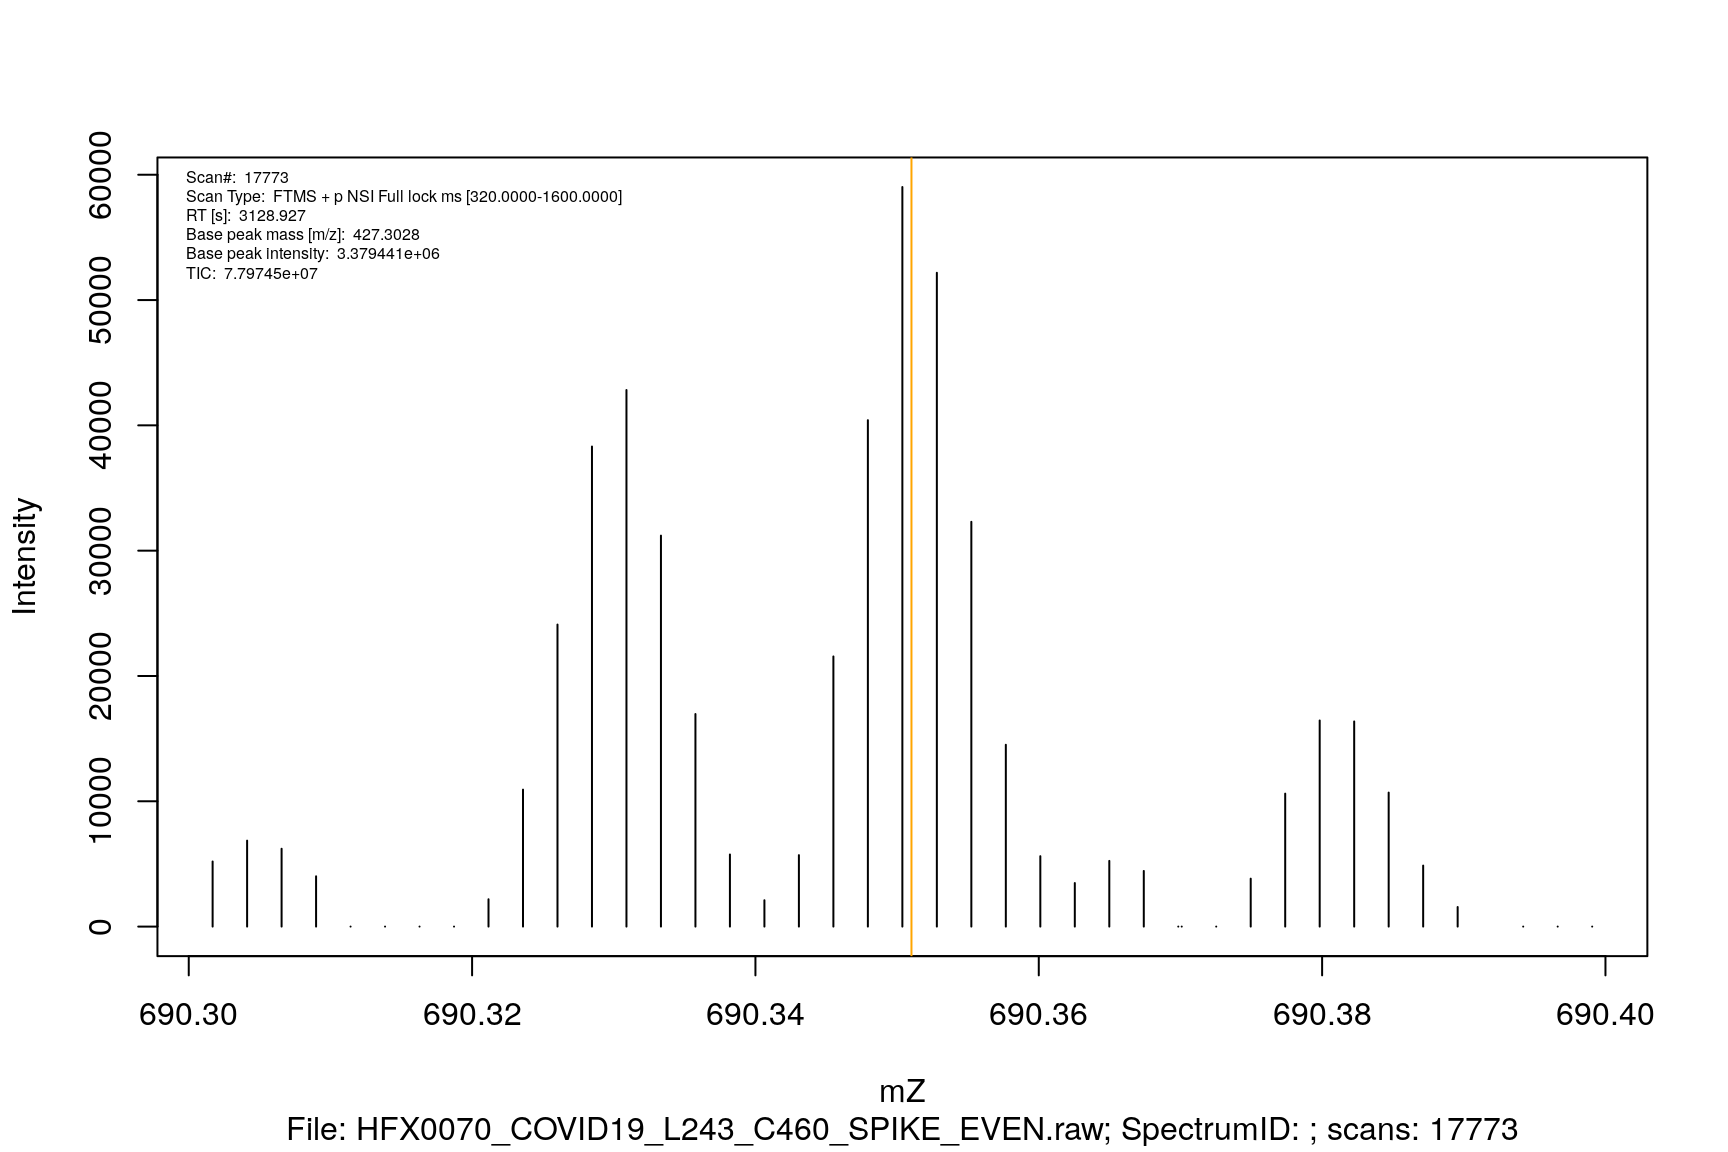 Scan#: 17773
Scan Type: FTMS + p NSI Full lock ms [320.0000-1600.0000]
RT [s]: 3128.927
Base peak mass [m/z]: 427.3028
Base peak intensity: 3.379441e+06
TIC: 7.79745e+07
60000
50000
40000
30000
20000
10000
0
Intensity
690.30 690.32 690.34 690.36 690.38 690.40
mZ
File: HFX0070_COVID19_L243_C460_SPIKE_EVEN.raw; SpectrumID: ; scans: 17773